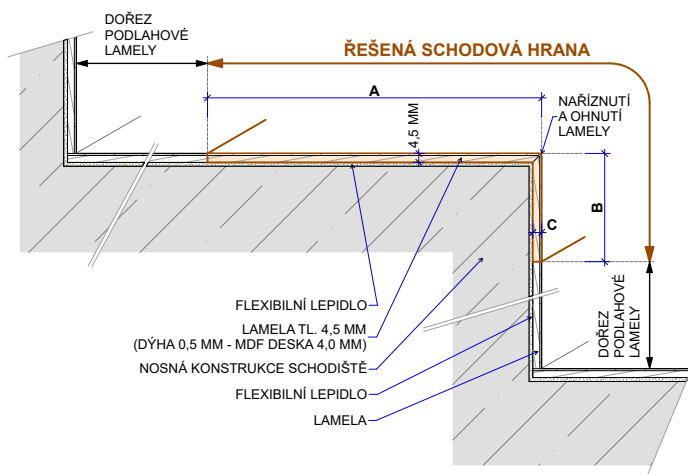 DOŘEZ
PODLAHOVÉ
LAMELY
ŘEŠENÁ SCHODOVÁ HRANA
A
NAŘÍZNUTÍ
A OHNUTÍ
LAMELY
4,5 MM
B
C
DOŘEZ
PODLAHOVÉ
LAMELY
FLEXIBILNÍ LEPIDLO
LAMELA TL. 4,5 MM
(DÝHA 0,5 MM - MDF DESKA 4,0 MM)
NOSNÁ KONSTRUKCE SCHODIŠTĚ
FLEXIBILNÍ LEPIDLO
LAMELA